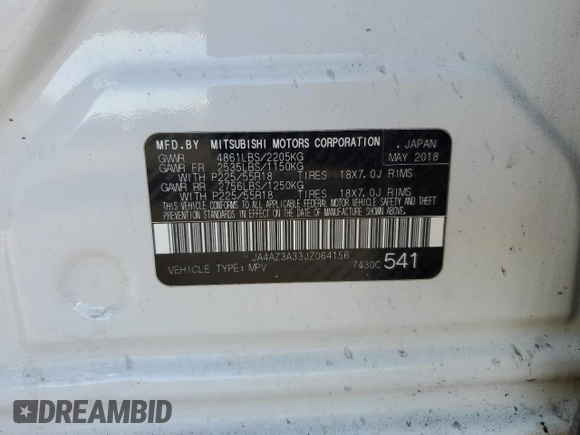 MFD.BY MITSUBISHI MOTORS CORPORATION . JAPAN
GVWR 4861LBS/2205KG MAY 2018
GAWR FR 2535LBS/1150KG
WITH P225/55R18 TIRES 18X7.0J RIMS
GAWR RR 2756LBS/1250KG
WITH P225/55R18 TIRES 18X7.0J RIMS
THIS VEHICLE CONFORMS TO ALL APPLICABLE FEDERAL MOTOR VEHICLE SAFETY AND THEFT
PREVENTION STANDARDS IN EFFECT ON THE DATE OF MANUFACTURE SHOWN ABOVE.
JA4AZ3A33JZ064156
VEHICLE TYPE:MPV 7430C 541
DREAMBID